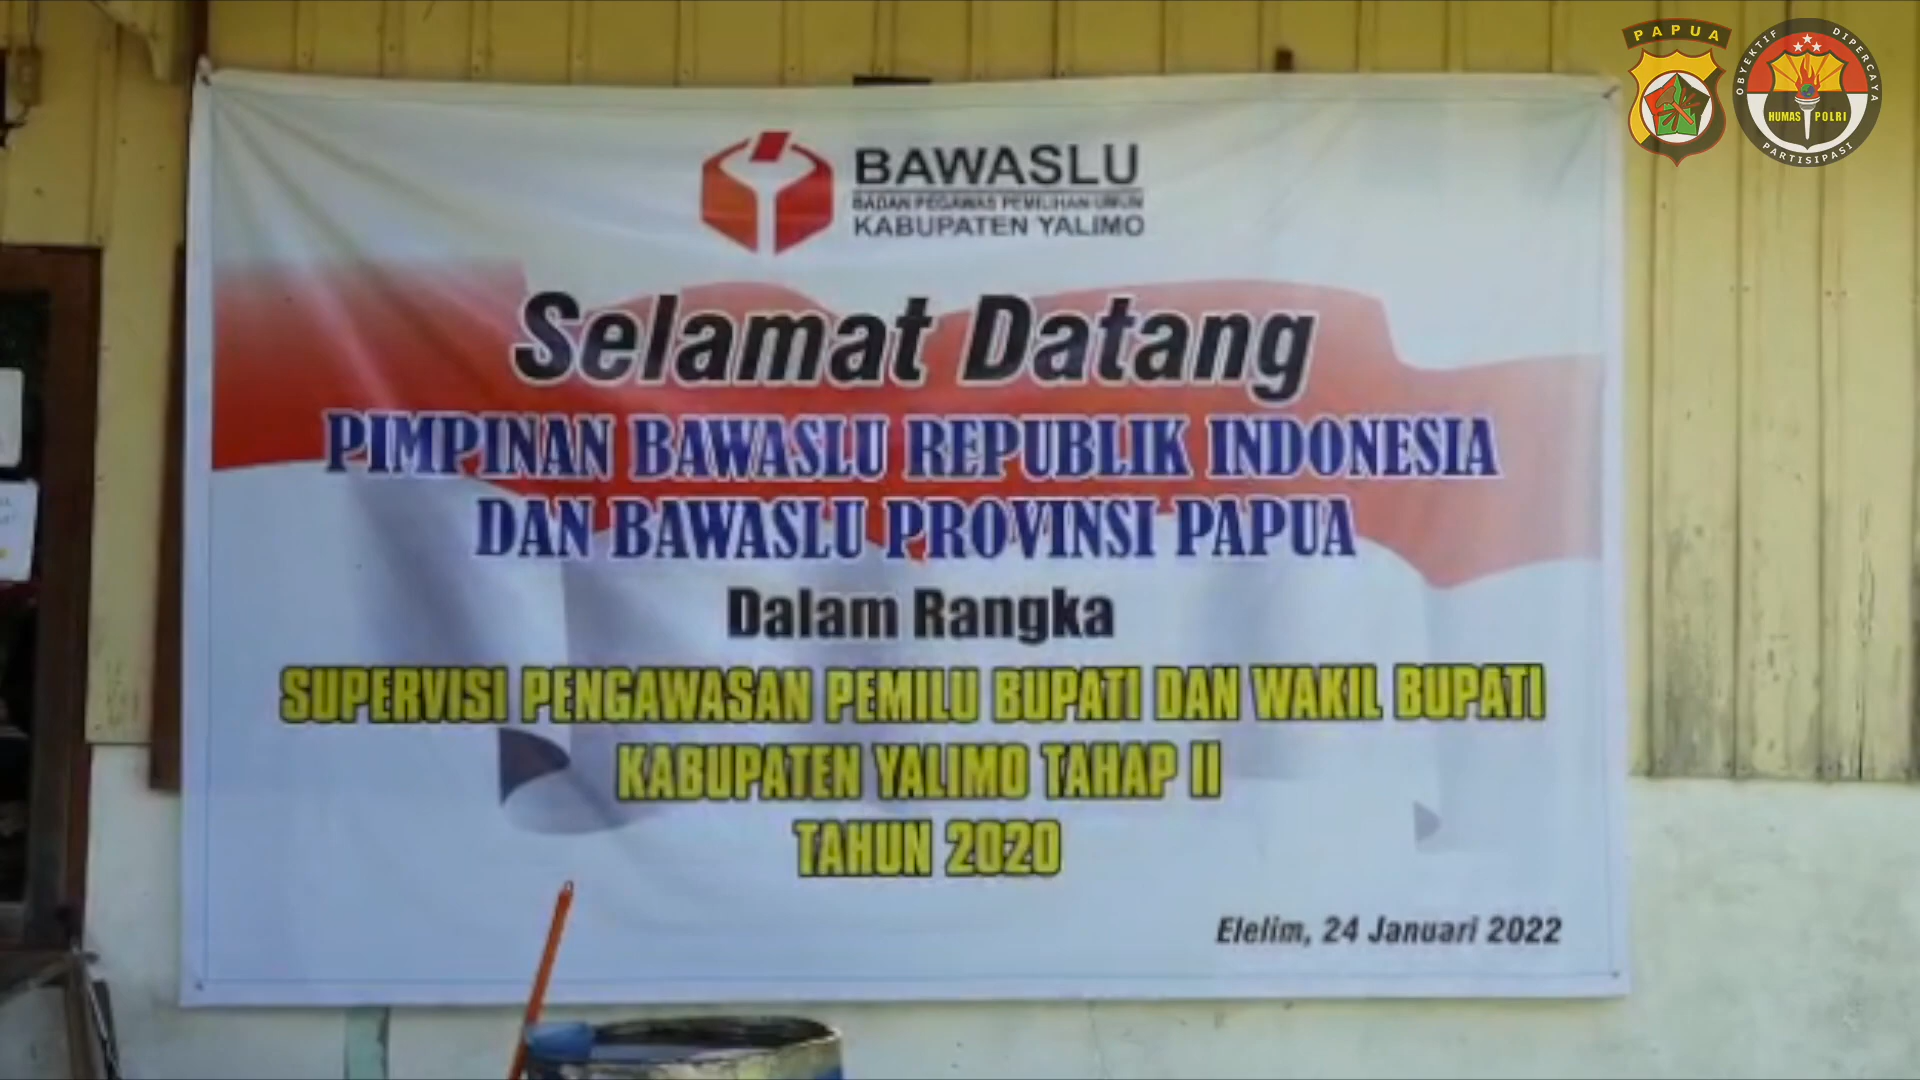 PAPUA
OBYEKTIF DIPERCAYA
HUMAS POLRI
PARTISIPASI
BAWASLU
BADAN PEGAWAS PEMILIHAN UMUM
KABUPATEN YALIMO
Selamat Datang
PIMPINAN BAWASLU REPUBLIK INDONESIA
DAN BAWASLU PROVINSI PAPUA
Dalam Rangka
SUPERVISI PENGAWASAN PEMILU BUPATI DAN WAKIL BUPATI
KABUPATEN YALIMO TAHAP II
TAHUN 2020
Elelim, 24 Januari 2022